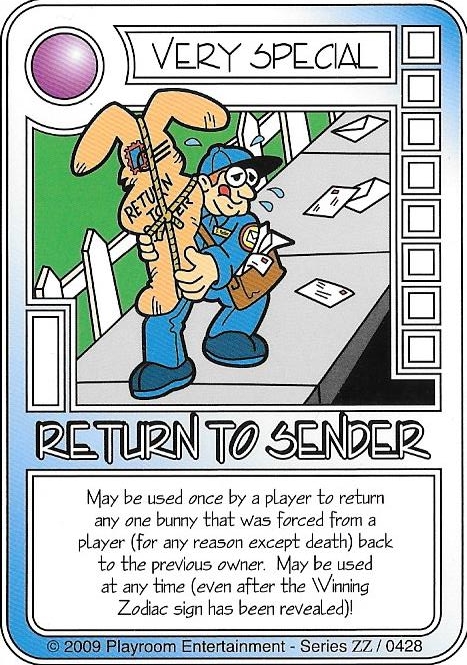 VERY SPECIAL
RETURN
TO
RETURN TO SENDER
May be used once by a player to return
any one bunny that was forced from a
player (for any reason except death) back
to the previous owner. May be used
at any time (even after the Winning
Zodiac sign has been revealed)!
© 2009 Playroom Entertainment - Series ZZ / 0428